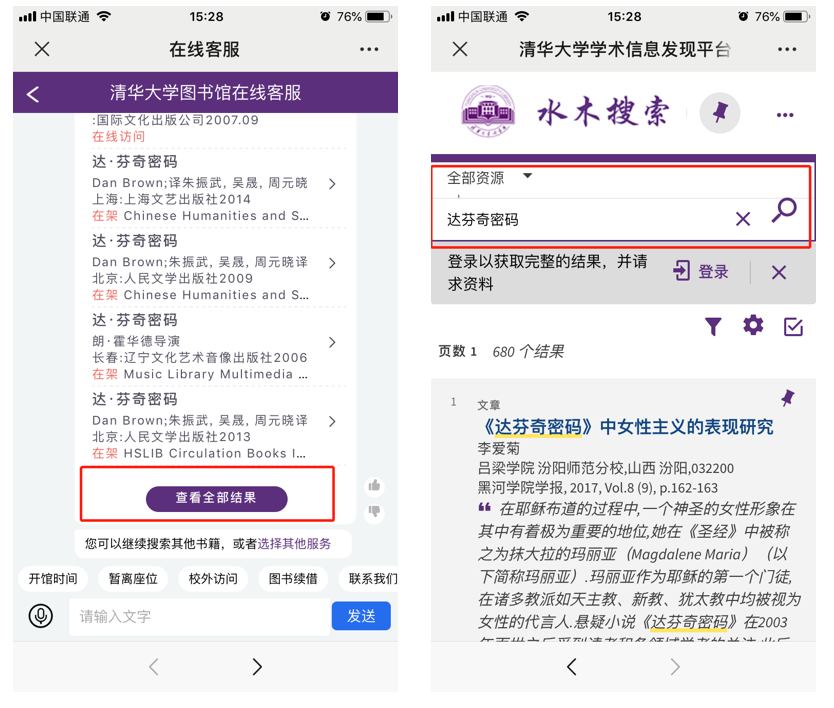 中国联通
15:28
76%
在线客服
清华大学图书馆在线客服
:国际文化出版公司2007.09
在线访问
达·芬奇密码
Dan Brown;译朱振武, 吴晟, 周元晓
上海:上海文艺出版社2014
在架 Chinese Humanities and S...
达·芬奇密码
Dan Brown;朱振武, 吴晟, 周元晓译
北京:人民文学出版社2009
在架 Chinese Humanities and S...
达·芬奇密码
朗·霍华德导演
长春:辽宁文化艺术音像出版社2006
在架 Music Library Multimedia ...
达·芬奇密码
Dan Brown;朱振武, 吴晟, 周元晓译
北京:人民文学出版社2013
在架 HSLIB Circulation Books I...
查看全部结果
您可以继续搜索其他书籍，或者选择其他服务
开馆时间
暂离座位
校外访问
图书续借
联系我们
请输入文字
发送
中国联通
15:28
76%
清华大学学术信息发现平台
水木搜索
全部资源
达芬奇密码
登录以获取完整的结果，并请
求资料
登录
页数 1 680 个结果
1 文章
《达芬奇密码》中女性主义的表现研究
李爱菊
吕梁学院 汾阳师范分校,山西 汾阳,032200
黑河学院学报, 2017, Vol.8 (9), p.162-163
在耶稣布道的过程中,一个神圣的女性形象在
其中有着极为重要的地位,她在《圣经》中被称
之为抹大拉的玛丽亚（Magdalene Maria）（以
下简称玛丽亚）.玛丽亚作为耶稣的第一个门徒,
在诸多教派如天主教、新教、犹太教中均被视为
女性的代言人.悬疑小说《达芬奇密码》在2003